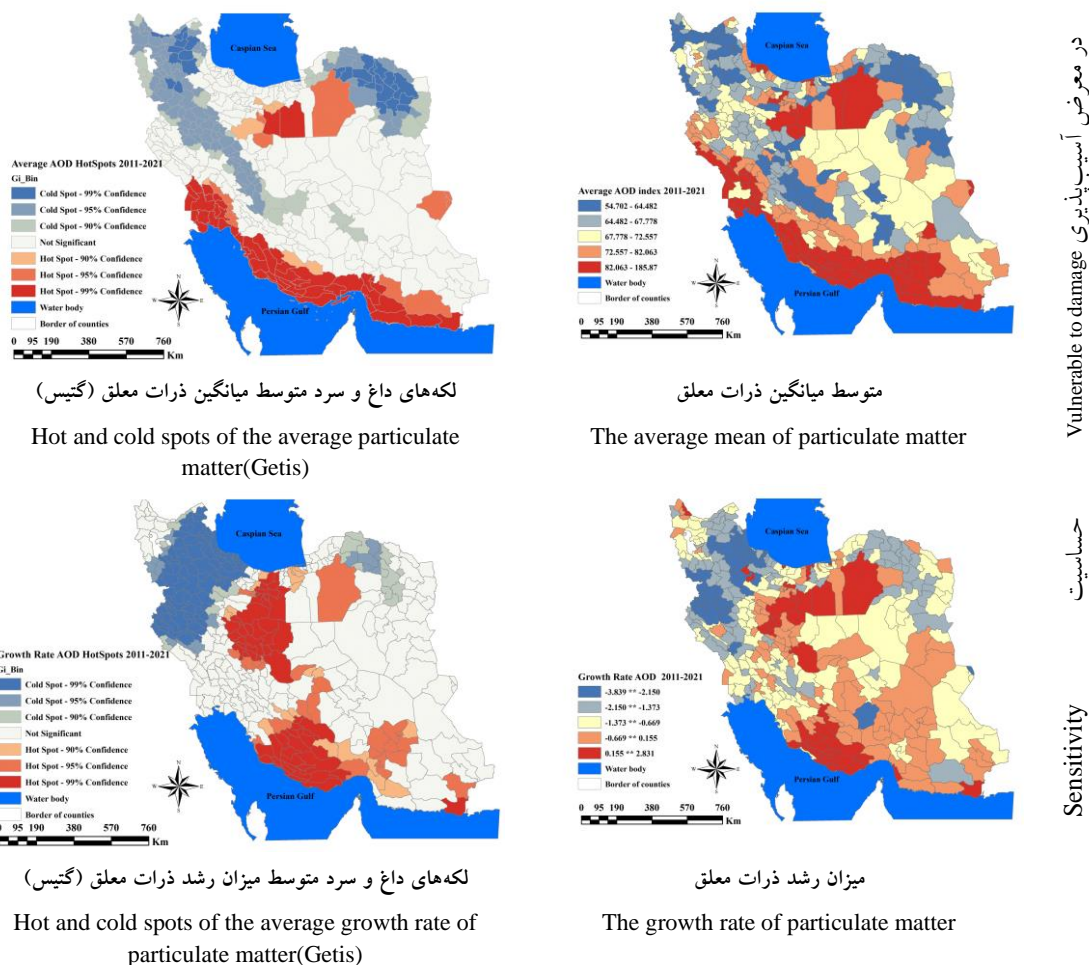 Caspian Sea
Average AOD HotSpots 2011-2021
Gi_Bin
Cold Spot - 99% Confidence
Cold Spot - 95% Confidence
Cold Spot - 90% Confidence
Not Significant
Hot Spot - 90% Confidence
Hot Spot - 95% Confidence
Hot Spot - 99% Confidence
Water body
Border of counties
Persian Gulf
N
W E
S
0 95 190 380 570 760
Km
لکه‌های داغ و سرد متوسط میانگین ذرات معلق (گتیس)
Hot and cold spots of the average particulate
matter(Getis)
Caspian Sea
Average AOD index 2011-2021
54.702 - 64.482
64.482 - 67.778
67.778 - 72.557
72.557 - 82.063
82.063 - 185.87
Water body
Border of counties
Persian Gulf
N
W E
S
0 95 190 380 570 760
Km
متوسط میانگین ذرات معلق
The average mean of particulate matter
در معرض آسیب‌پذیری
Vulnerable to damage
Caspian Sea
Growth Rate AOD HotSpots 2011-2021
Gi_Bin
Cold Spot - 99% Confidence
Cold Spot - 95% Confidence
Cold Spot - 90% Confidence
Not Significant
Hot Spot - 90% Confidence
Hot Spot - 95% Confidence
Hot Spot - 99% Confidence
Water body
Border of counties
Persian Gulf
N
W E
S
0 95 190 380 570 760
Km
لکه‌های داغ و سرد متوسط میزان رشد ذرات معلق (گتیس)
Hot and cold spots of the average growth rate of
particulate matter(Getis)
Caspian Sea
Growth Rate AOD 2011-2021
-3.839 ** -2.150
-2.150 ** -1.373
-1.373 ** -0.669
-0.669 ** 0.155
0.155 ** 2.831
Water body
Border of counties
Persian Gulf
N
W E
S
0 95 190 380 570 760
Km
میزان رشد ذرات معلق
The growth rate of particulate matter
حساسیت
Sensitivity